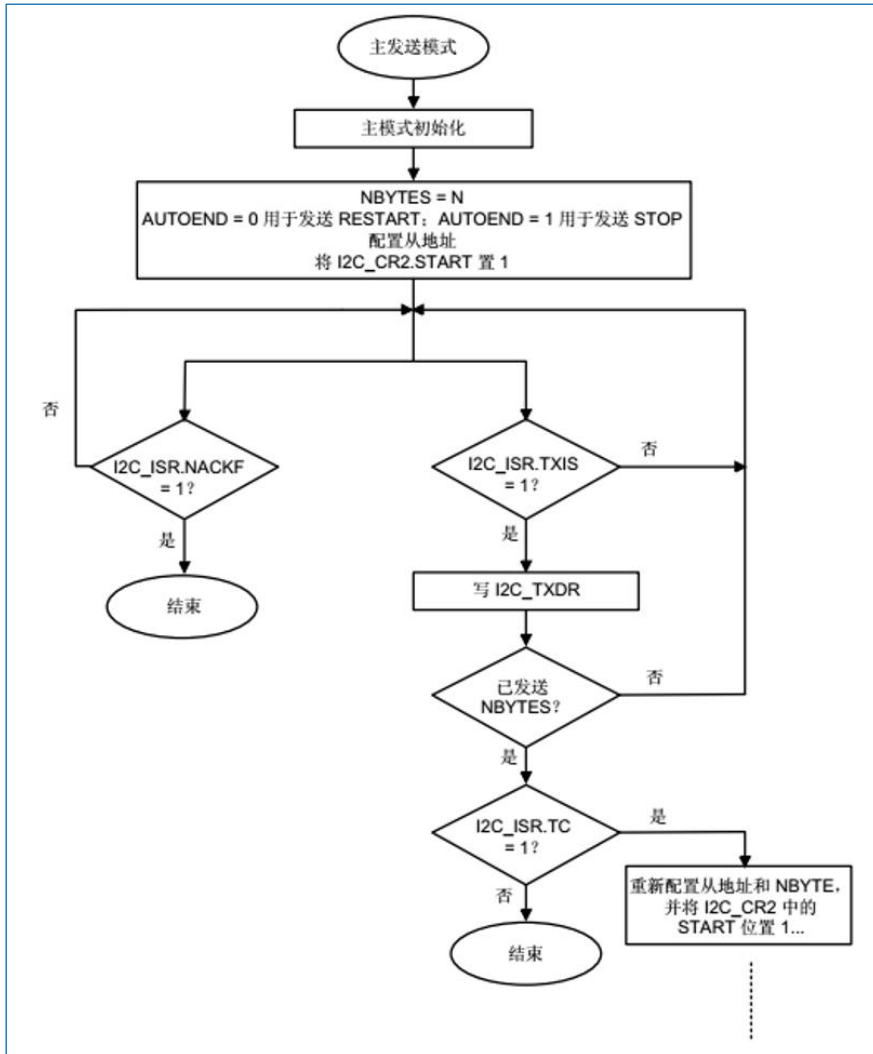 主发送模式
主模式初始化
NBYTES = N
AUTOEND = 0 用于发送 RESTART；AUTOEND = 1 用于发送 STOP
配置从地址
将 I2C_CR2.START 置 1
否
I2C_ISR.NACKF
= 1？
是
结束
I2C_ISR.TXIS
= 1？
否
是
写 I2C_TXDR
已发送
NBYTES？
否
是
I2C_ISR.TC
= 1？
是
否
结束
重新配置从地址和 NBYTE，
并将 I2C_CR2 中的
START 位置 1...